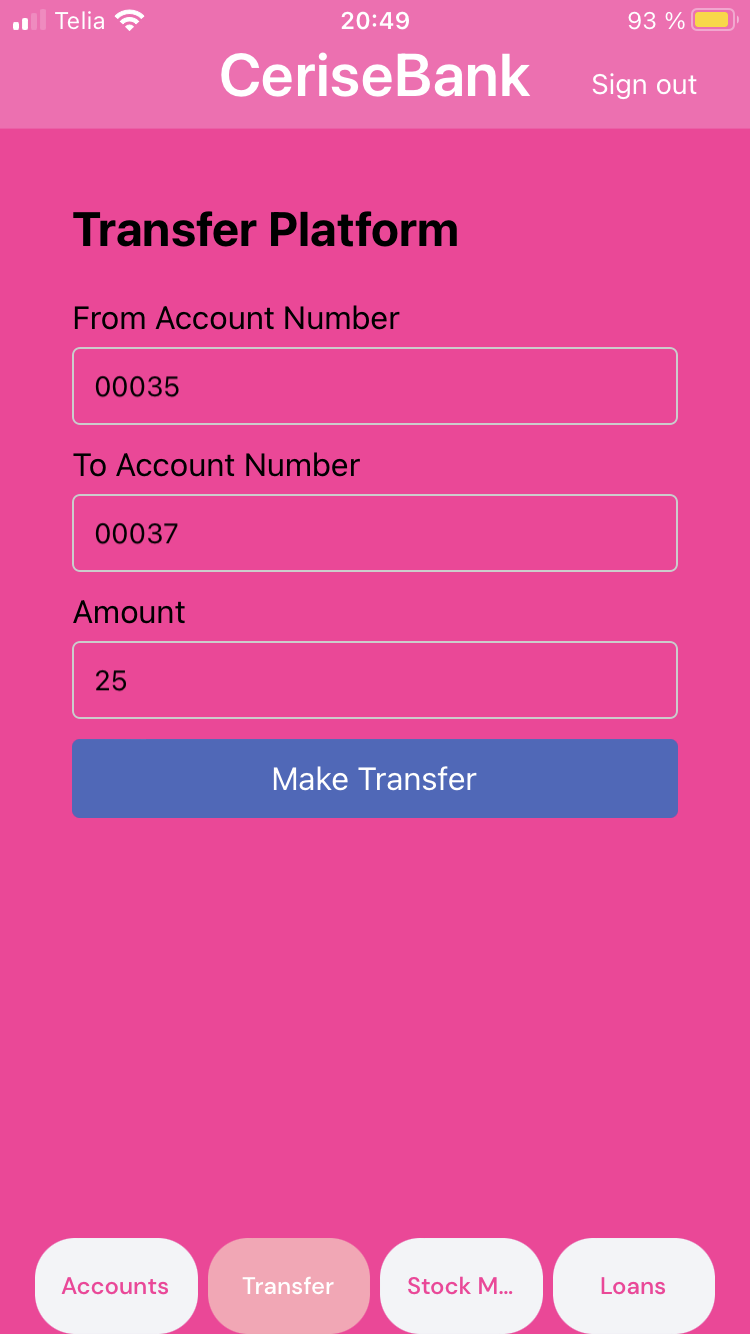 Telia 20:49 93 %
CeriseBank
Sign out
Transfer Platform
From Account Number
00035
To Account Number
00037
Amount
25
Make Transfer
Accounts Transfer Stock M... Loans